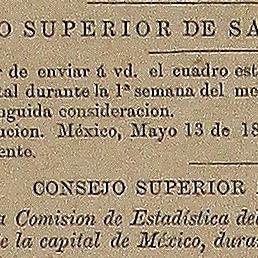 O SUPERIOR DE SA
r de enviar á vd. el cuadro est
tal durante la 1ª semana del me
nguida consideracion.
ucion. México, Mayo 13 de 18
ente.
CONSEJO SUPERIOR
a Comision de Estadística del
e la capital de México, dura